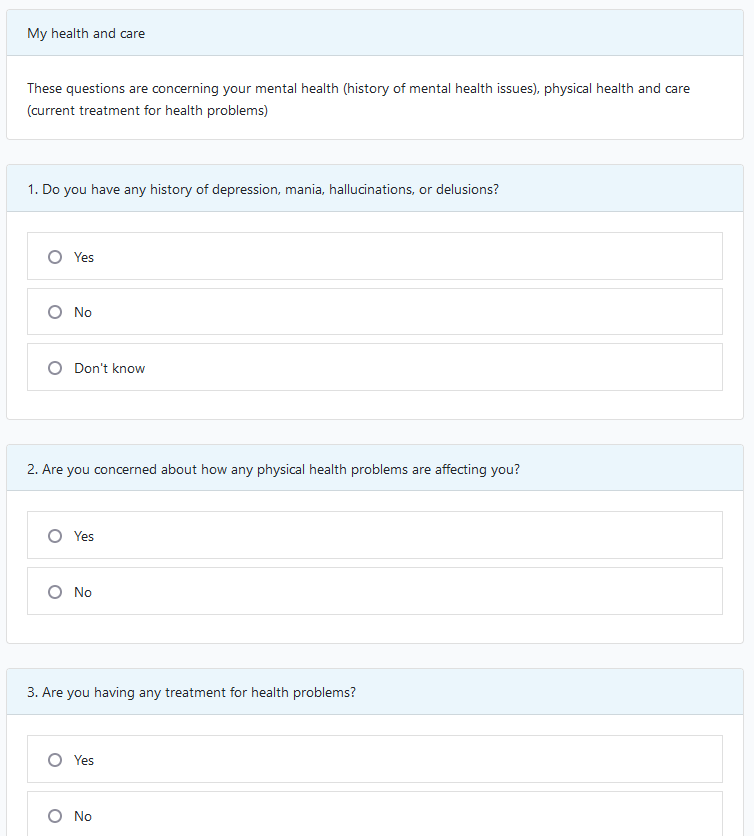 My health and care
These questions are concerning your mental health (history of mental health issues), physical health and care
(current treatment for health problems)
1. Do you have any history of depression, mania, hallucinations, or delusions?
Yes
No
Don't know
2. Are you concerned about how any physical health problems are affecting you?
Yes
No
3. Are you having any treatment for health problems?
Yes
No